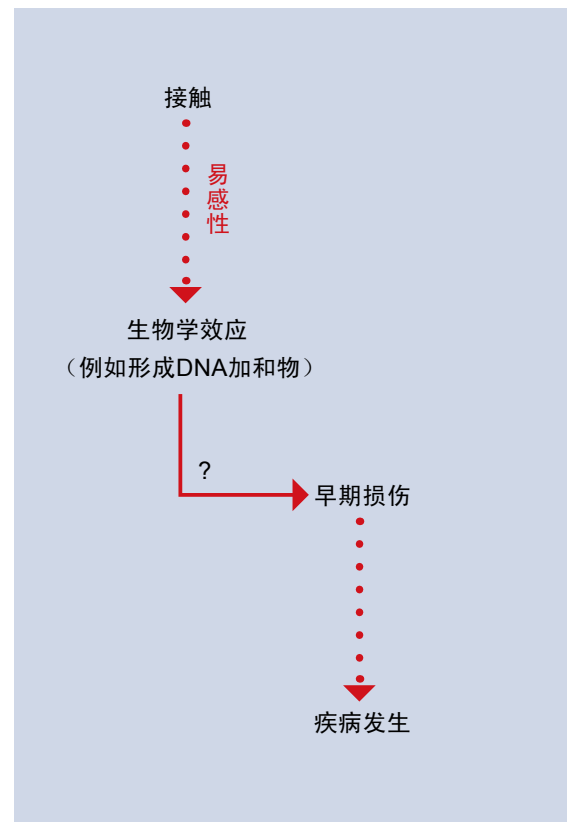 接触
易感性
生物学效应
（例如形成DNA加和物）
?
早期损伤
疾病发生